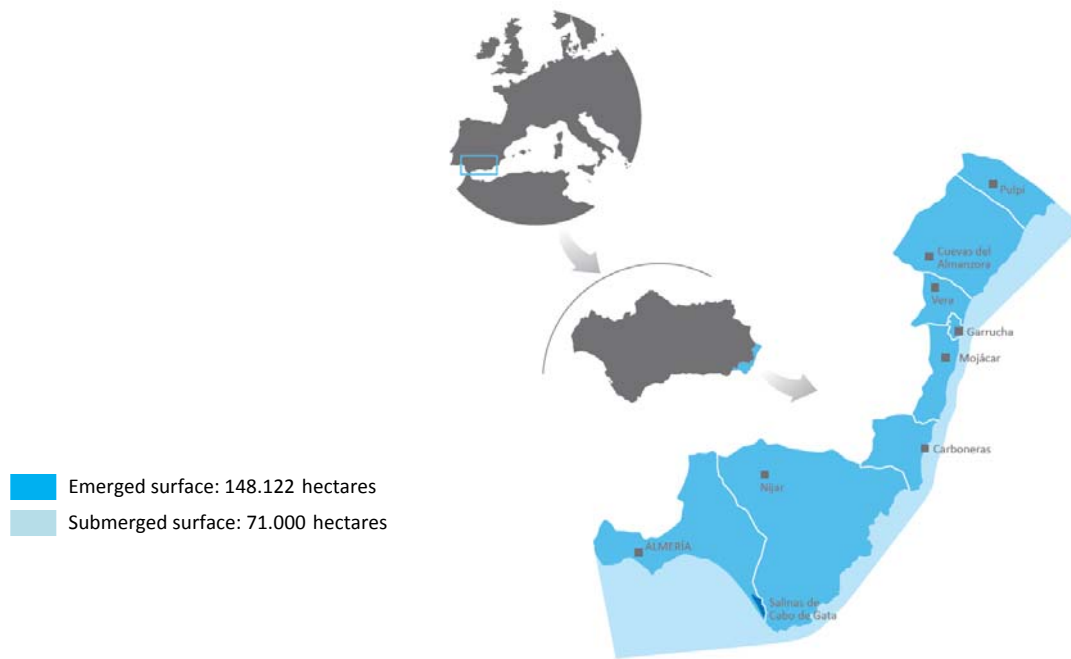 Pulpí
Cuevas del
Almanzora
Vera
Garrucha
Mojácar
Carboneras
Níjar
ALMERÍA
Salinas de
Cabo de Gata
Emerged surface: 148.122 hectares
Submerged surface: 71.000 hectares